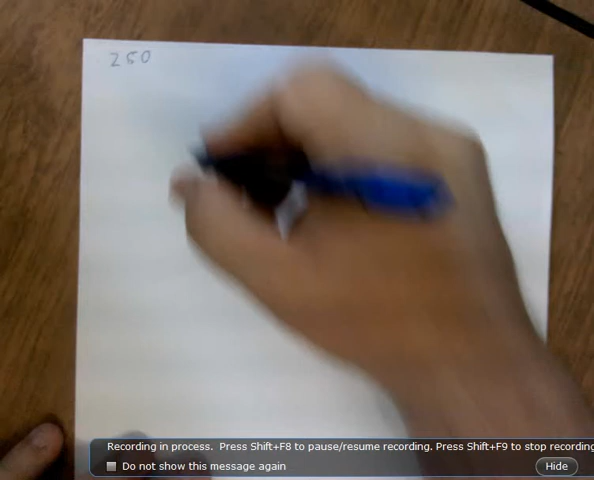 250
Recording in process. Press Shift+F8 to pause/resume recording. Press Shift+F9 to stop recording
Do not show this message again
Hide